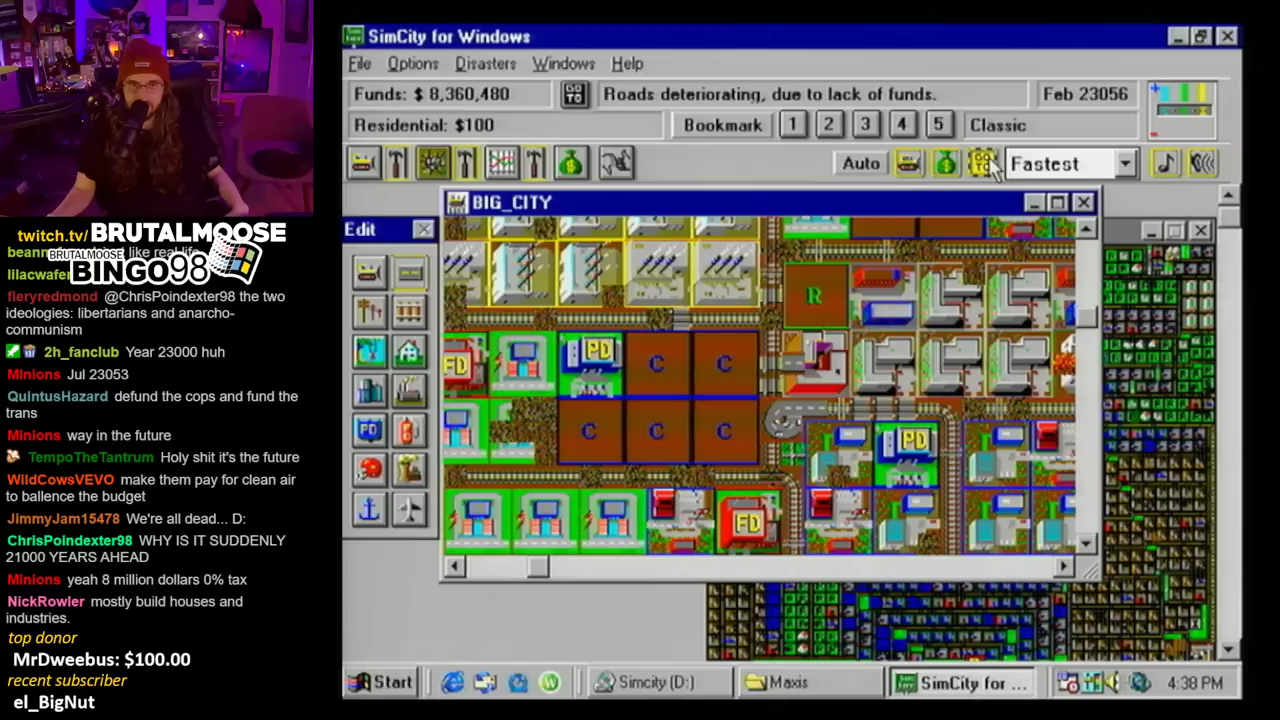 SimCity for Windows
File Options Disasters Windows Help
Funds: $ 8,360,480 GO TO Roads deteriorating, due to lack of funds. Feb 23056
Residential: $100 Bookmark 1 2 3 4 5 Classic
Auto Fastest
BIG_CITY
Edit
R
FD PD C C
C C C
PD
FD
PD
twitch.tv/BRUTALMOOSE
BRUTALMOOSE
BINGO98
like real life
lilacwafer
fieryredmond @ChrisPoindexter98 the two
ideologies: libertarians and anarcho-
communism
2h_fanclub Year 23000 huh
Minions Jul 23053
QuIntusHazard defund the cops and fund the
trans
Minions way in the future
TempoTheTantrum Holy shit it's the future
WildCowsVEVO make them pay for clean air
to ballence the budget
JimmyJam15478 We're all dead... D:
ChrisPoindexter98 WHY IS IT SUDDENLY
21000 YEARS AHEAD
Minions yeah 8 million dollars 0% tax
NickRowler mostly build houses and
industries.
top donor
MrDweebus: $100.00
recent subscriber
el_BigNut
Start Simcity (D:) Maxis SimCity for ... 4:38 PM